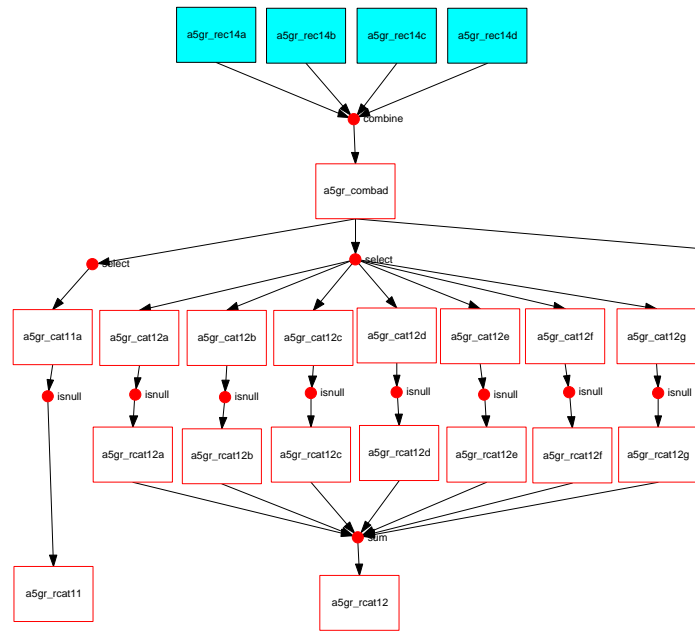 a5gr_rec14a
a5gr_rec14b
a5gr_rec14c
a5gr_rec14d
combine
a5gr_combad
select
select
a5gr_cat11a
a5gr_cat12a
a5gr_cat12b
a5gr_cat12c
a5gr_cat12d
a5gr_cat12e
a5gr_cat12f
a5gr_cat12g
isnull
isnull
isnull
isnull
isnull
isnull
isnull
isnull
a5gr_rcat12a
a5gr_rcat12b
a5gr_rcat12c
a5gr_rcat12d
a5gr_rcat12e
a5gr_rcat12f
a5gr_rcat12g
sum
a5gr_rcat11
a5gr_rcat12